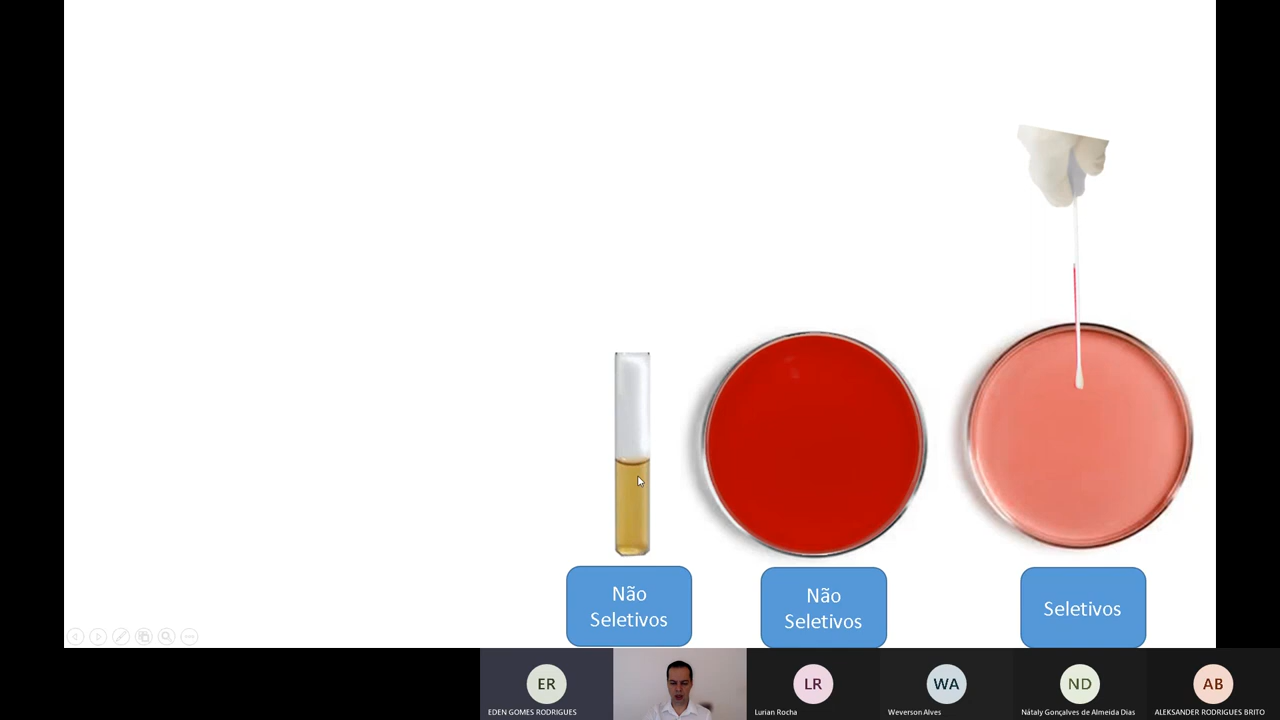 Não
Seletivos
Não
Seletivos
Seletivos
ER
EDEN GOMES RODRIGUES
LR
Lurian Rocha
WA
Weverson Alves
ND
Nátaly Gonçalves de Almeida Dias
AB
ALEKSANDER RODRIGUES BRITO